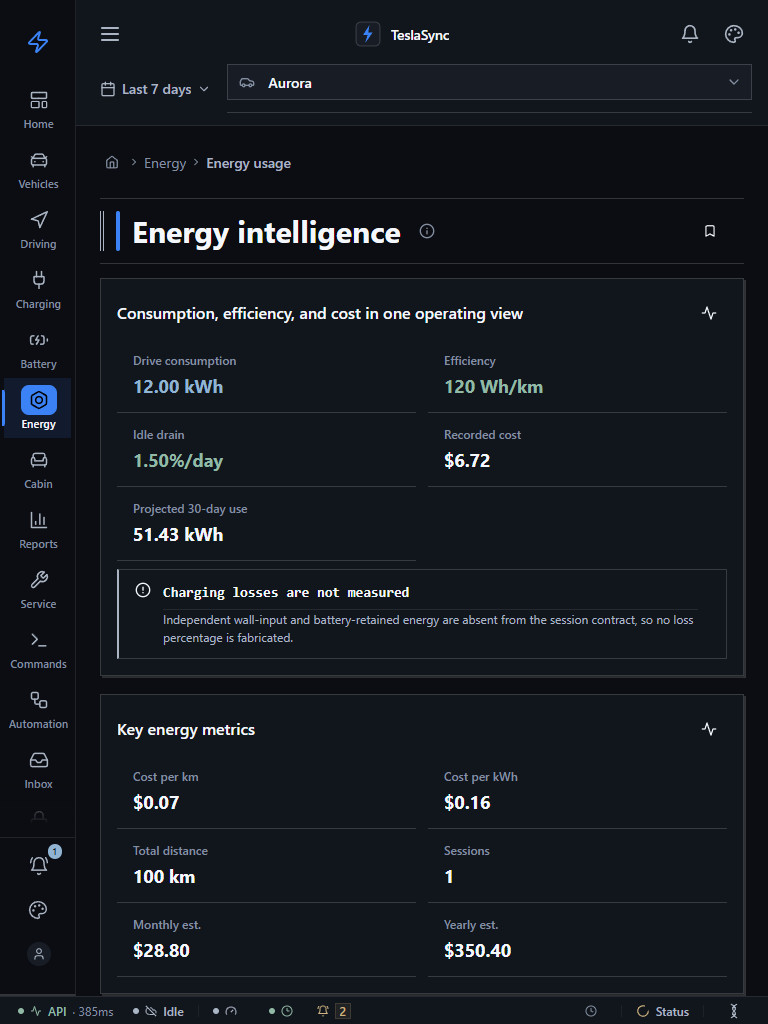 TeslaSync
Last 7 days
Aurora
Home
Vehicles
Driving
Charging
Battery
Energy
Cabin
Reports
Service
Commands
Automation
Inbox
1
Energy
Energy usage
Energy intelligence
Consumption, efficiency, and cost in one operating view
Drive consumption
12.00 kWh
Efficiency
120 Wh/km
Idle drain
1.50%/day
Recorded cost
$6.72
Projected 30-day use
51.43 kWh
Charging losses are not measured
Independent wall-input and battery-retained energy are absent from the session contract, so no loss
percentage is fabricated.
Key energy metrics
Cost per km
$0.07
Cost per kWh
$0.16
Total distance
100 km
Sessions
1
Monthly est.
$28.80
Yearly est.
$350.40
API · 385ms
Idle
2
Status